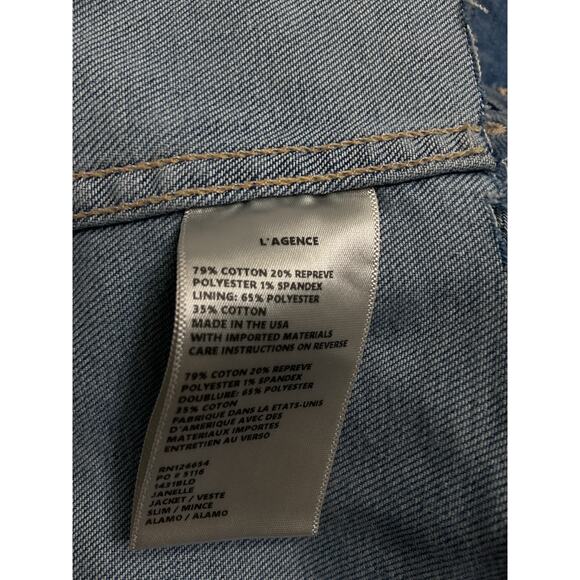 L'AGENCE
79% COTTON 20% REPREVE
POLYESTER 1% SPANDEX
LINING: 65% POLYESTER
35% COTTON
MADE IN THE USA
WITH IMPORTED MATERIALS
CARE INSTRUCTIONS ON REVERSE
79% COTON 20% REPREVE
POLYESTER 1% SPANDEX
DOUBLURE: 65% POLYESTER
35% COTON
FABRIQUE DANS LA ETATS-UNIS
D'AMERIQUE AVEC DES
MATERIAUX IMPORTES
ENTRETIEN AU VERSO
RN126654
PO # 5116
1431BLD
JANELLE
JACKET / VESTE
SLIM / MINCE
ALAMO / ALAMO